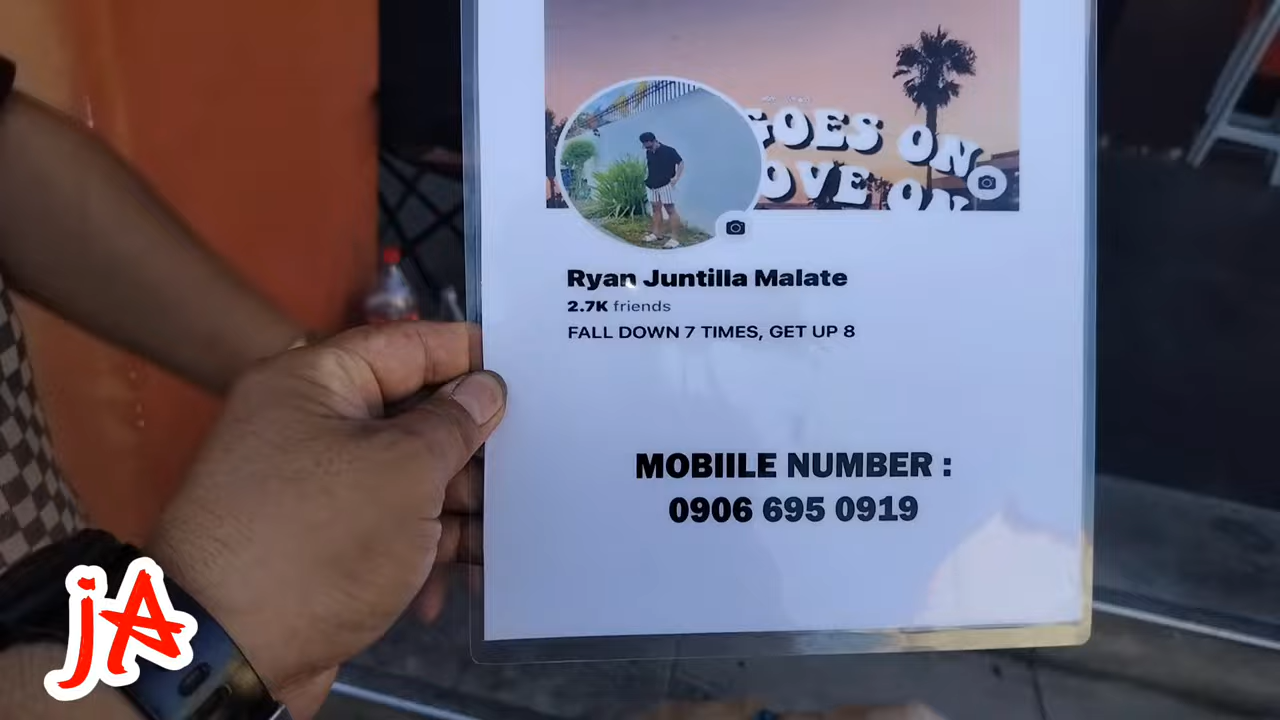 GOES ON
OVE ON
Ryan Juntilla Malate
2.7K friends
FALL DOWN 7 TIMES, GET UP 8
MOBIILE NUMBER :
0906 695 0919
jA